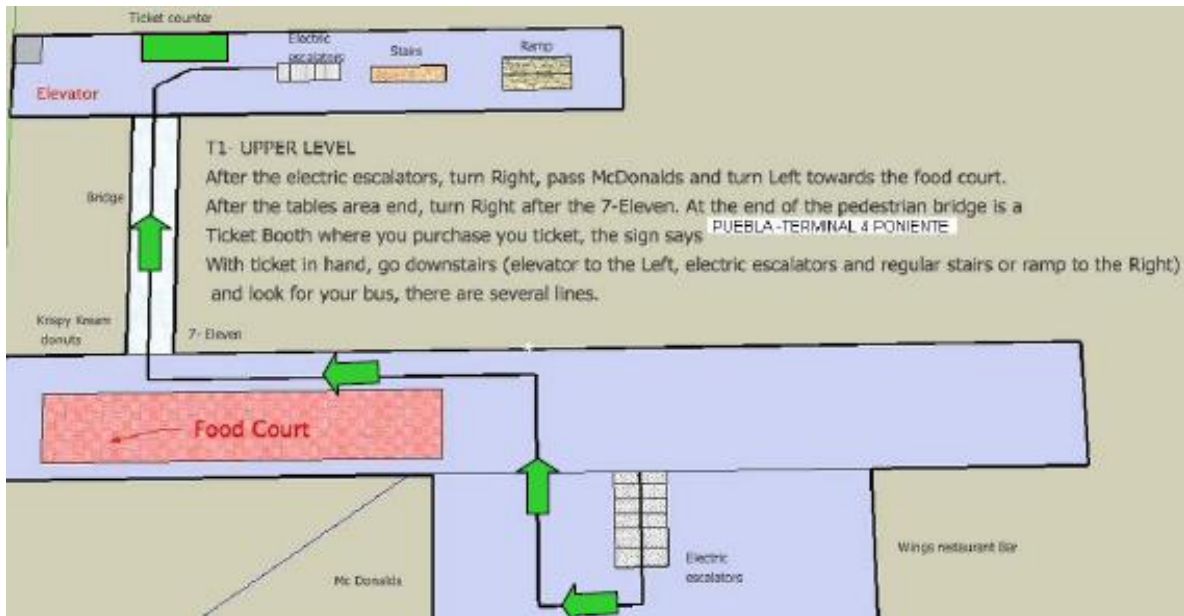 Ticket counter
Electric
escalators
Stairs
Ramp
Elevator
T1- UPPER LEVEL
After the electric escalators, turn Right, pass McDonalds and turn Left towards the food court.
Bridge
After the tables area end, turn Right after the 7-Eleven. At the end of the pedestrian bridge is a
Ticket Booth where you purchase you ticket, the sign says PUEBLA -TERMINAL 4 PONIENTE
With ticket in hand, go downstairs (elevator to the Left, electric escalators and regular stairs or ramp to the Right)
and look for your bus, there are several lines.
Krispy Kream
donuts
7- Eleven
Food Court
Mc Donalds
Electric
escalators
Wings restaurant Bar